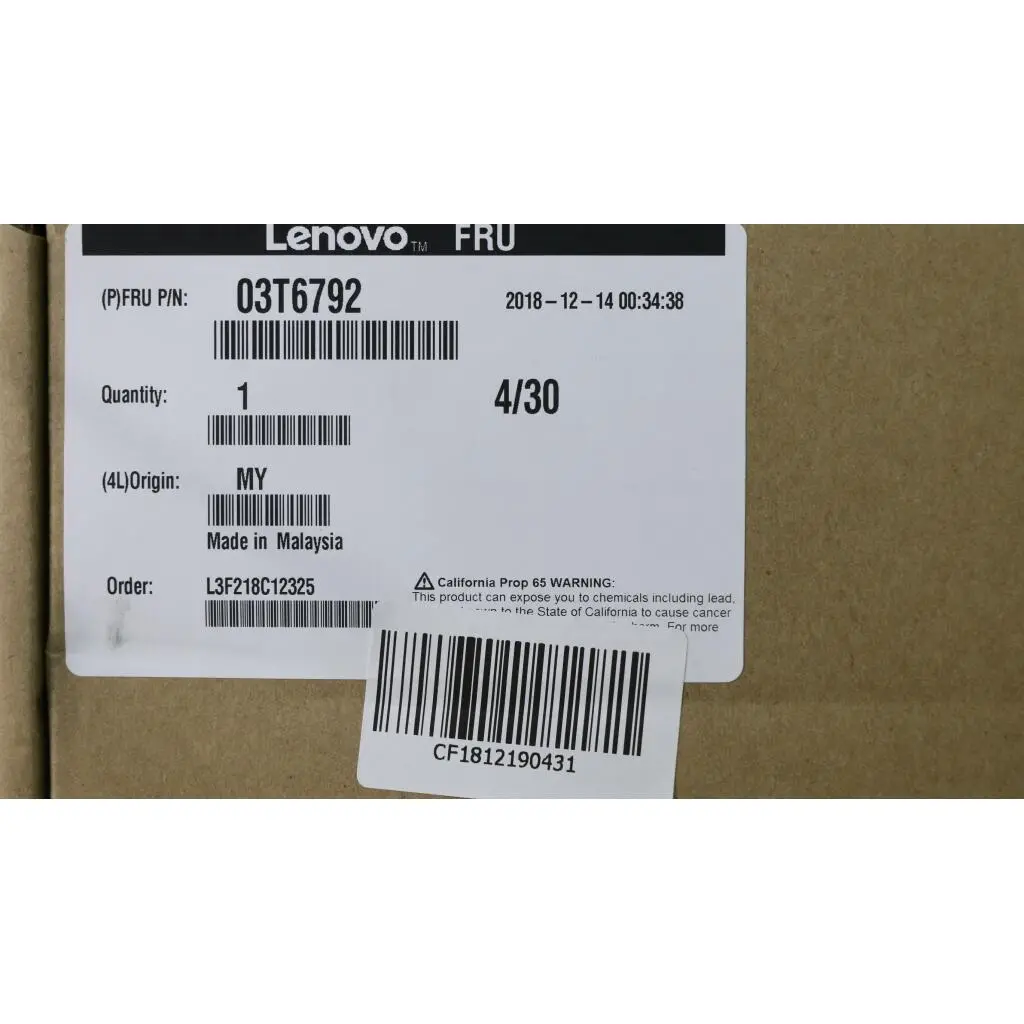 Lenovo™ FRU
(P)FRU P/N: 03T6792 2018-12-14 00:34:38
Quantity: 1 4/30
(4L)Origin: MY
Made in Malaysia
Order: L3F218C12325
⚠ California Prop 65 WARNING:
This product can expose you to chemicals including lead,
to the State of California to cause cancer
For more
CF1812190431